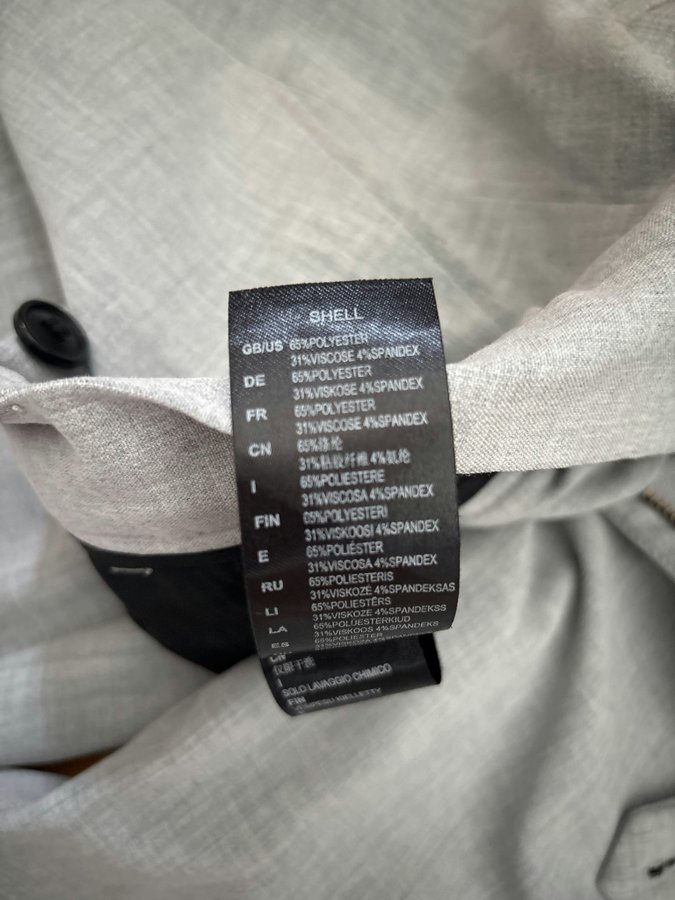 SHELL
GB/US 65%POLYESTER
31%VISCOSE 4%SPANDEX
DE 65%POLYESTER
31%VISKOSE 4%SPANDEX
FR 65%POLYESTER
31%VISCOSE 4%SPANDEX
CN 65%涤纶
31%粘胶纤维 4%氨纶
I 65%POLIESTERE
31%VISCOSA 4%SPANDEX
FIN 65%POLYESTERI
31%VISKOOSI 4%SPANDEX
E 65%POLIÉSTER
31%VISCOSA 4%SPANDEX
RU 65%POLIESTERIS
31%VISKOZĖ 4%SPANDEKSAS
LI 65%POLIESTĒRS
31%VISKOZE 4%SPANDEKSS
LA 65%POLÜESTERKIUD
31%VISKOOS 4%SPANDEKS
ES 65%POLIESTER
CN
仅限干洗
I
SOLO LAVAGGIO CHIMICO
FIN